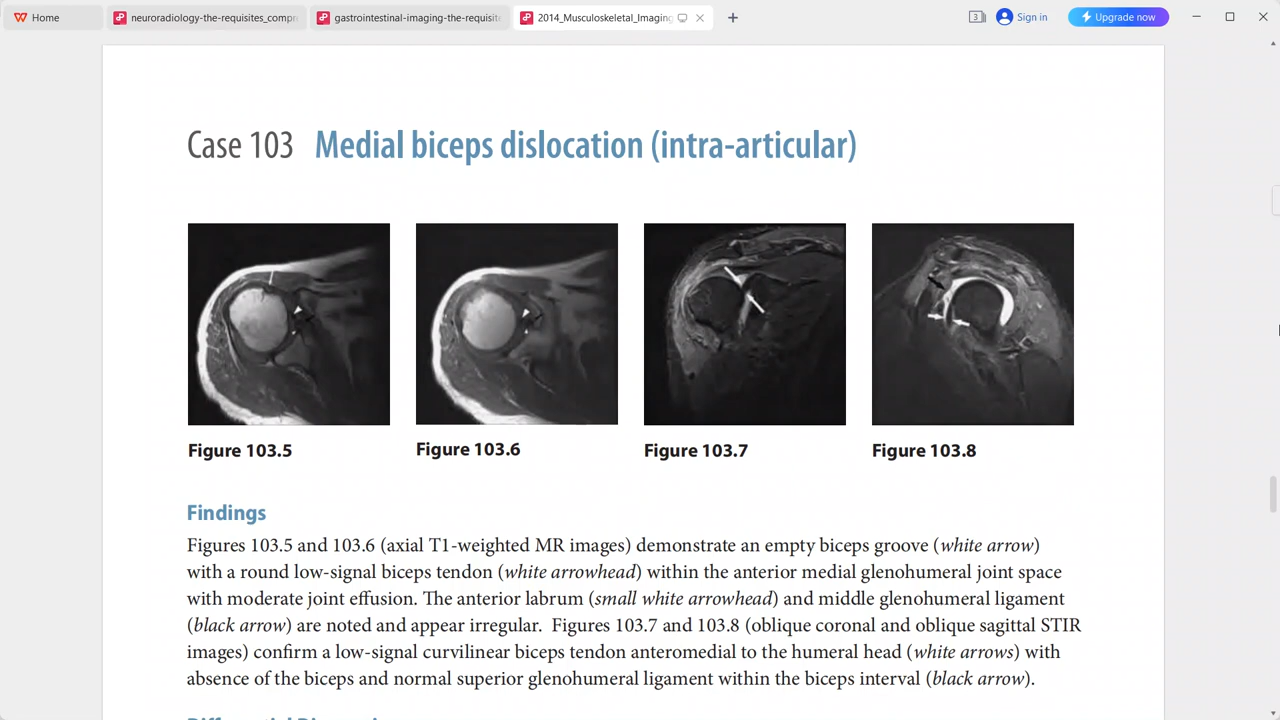 Home
neuroradiology-the-requisites_compr
gastrointestinal-imaging-the-requisite
2014_Musculoskeletal_Imaging
3
Sign in
Upgrade now
Case 103 Medial biceps dislocation (intra-articular)
Figure 103.5
Figure 103.6
Figure 103.7
Figure 103.8
Findings
Figures 103.5 and 103.6 (axial T1-weighted MR images) demonstrate an empty biceps groove (white arrow)
with a round low-signal biceps tendon (white arrowhead) within the anterior medial glenohumeral joint space
with moderate joint effusion. The anterior labrum (small white arrowhead) and middle glenohumeral ligament
(black arrow) are noted and appear irregular. Figures 103.7 and 103.8 (oblique coronal and oblique sagittal STIR
images) confirm a low-signal curvilinear biceps tendon anteromedial to the humeral head (white arrows) with
absence of the biceps and normal superior glenohumeral ligament within the biceps interval (black arrow).